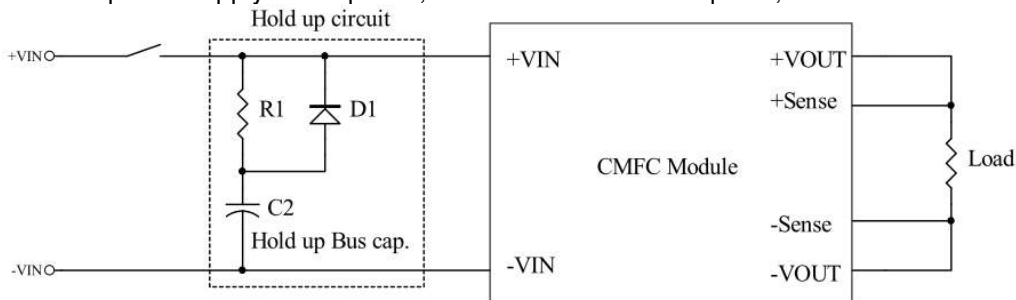 Hold up circuit
+VIN
+VIN
+VOUT
+Sense
R1
D1
Load
CMFC Module
C2
-Sense
Hold up Bus cap.
-VIN
-VIN
-VOUT